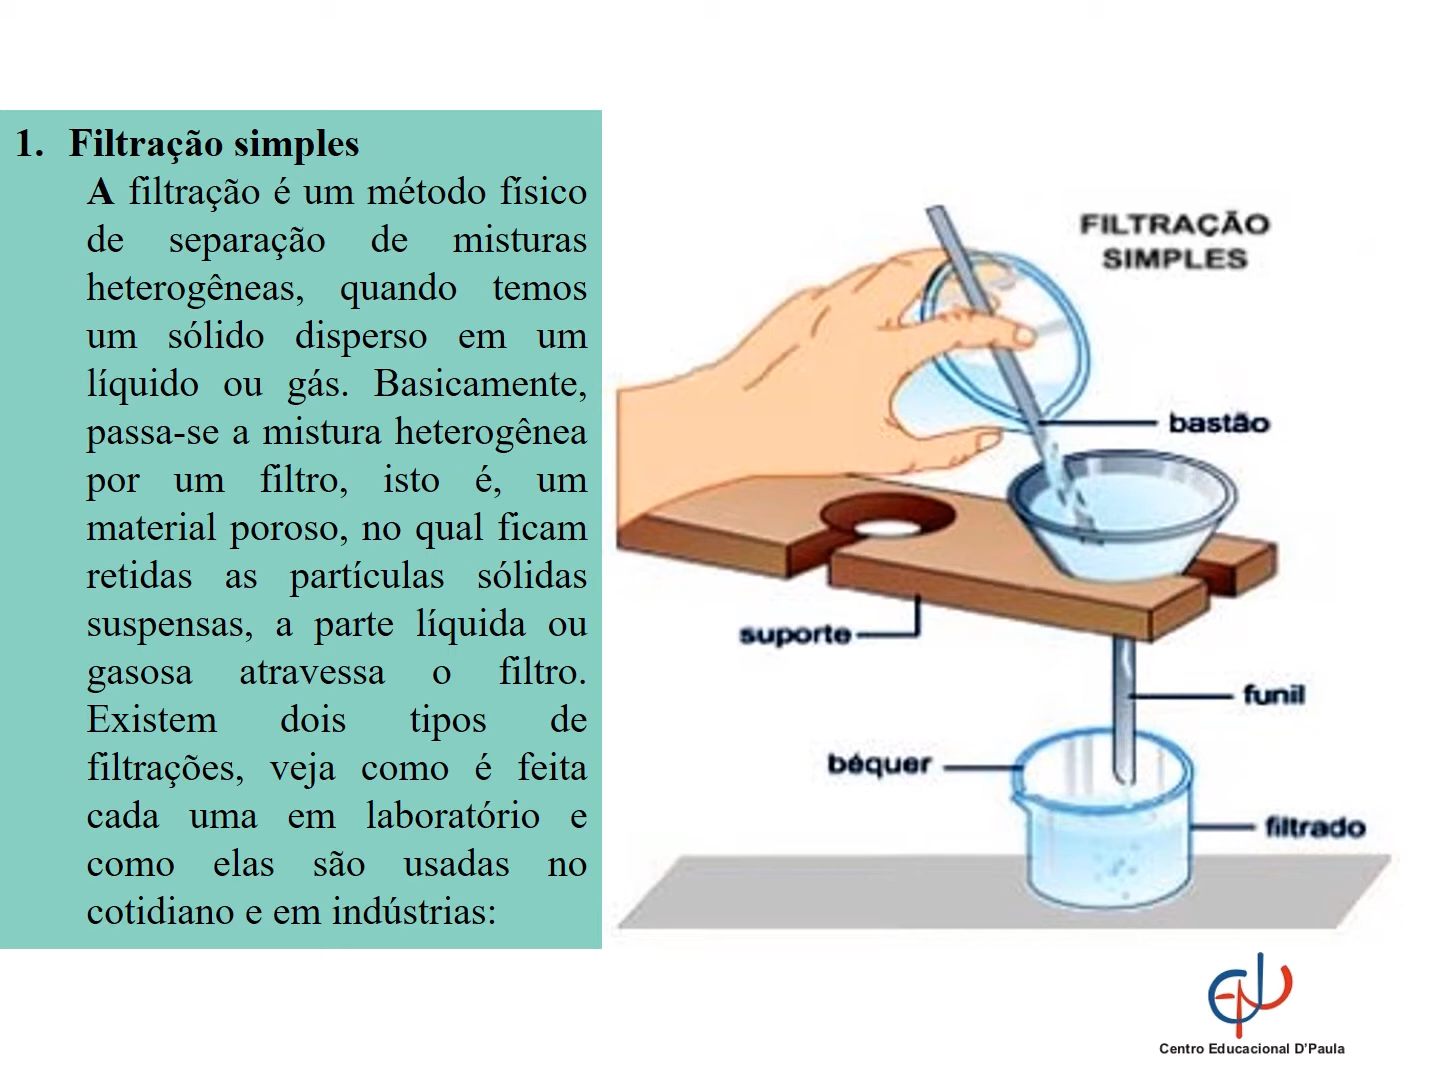 1. Filtração simples
A filtração é um método físico
de separação de misturas
heterogêneas, quando temos
um sólido disperso em um
líquido ou gás. Basicamente,
passa-se a mistura heterogênea
por um filtro, isto é, um
material poroso, no qual ficam
retidas as partículas sólidas
suspensas, a parte líquida ou
gasosa atravessa o filtro.
Existem dois tipos de
filtrações, veja como é feita
cada uma em laboratório e
como elas são usadas no
cotidiano e em indústrias:
FILTRAÇÃO
SIMPLES
bastão
suporte
funil
béquer
filtrado
Centro Educacional D'Paula